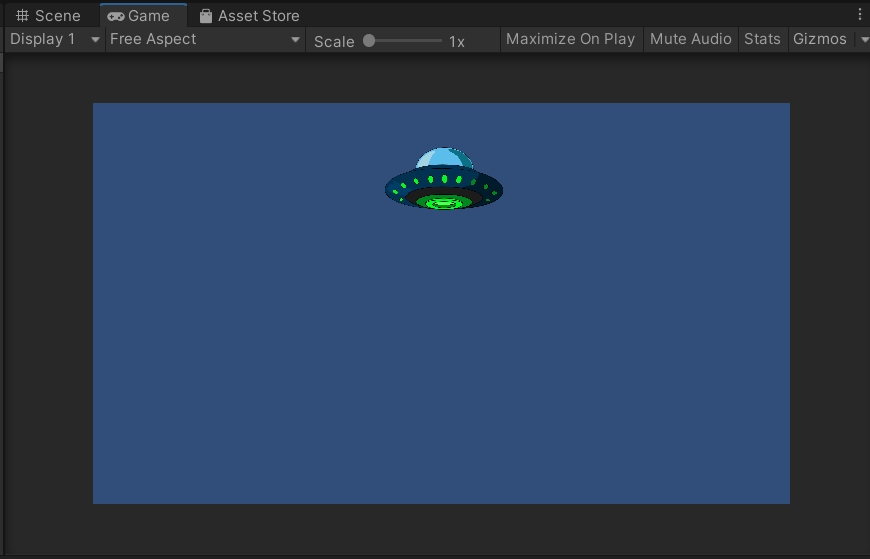 Scene Game Asset Store
Display 1 Free Aspect Scale 1x Maximize On Play Mute Audio Stats Gizmos